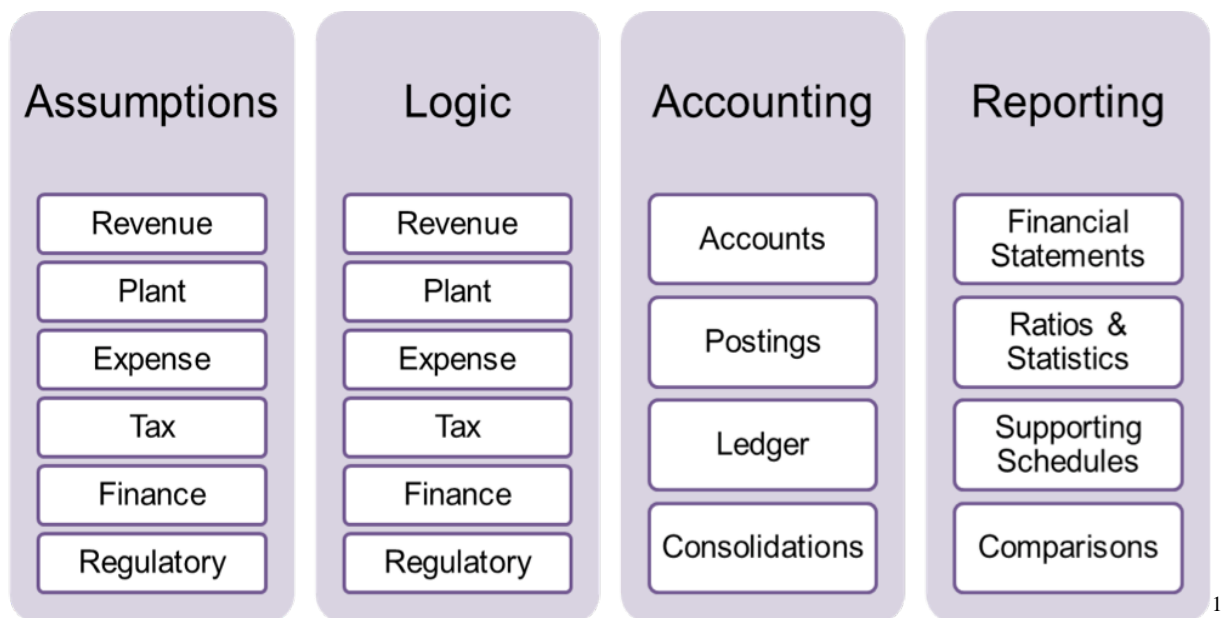 Assumptions
Revenue
Plant
Expense
Tax
Finance
Regulatory
Logic
Revenue
Plant
Expense
Tax
Finance
Regulatory
Accounting
Accounts
Postings
Ledger
Consolidations
Reporting
Financial
Statements
Ratios &
Statistics
Supporting
Schedules
Comparisons
1